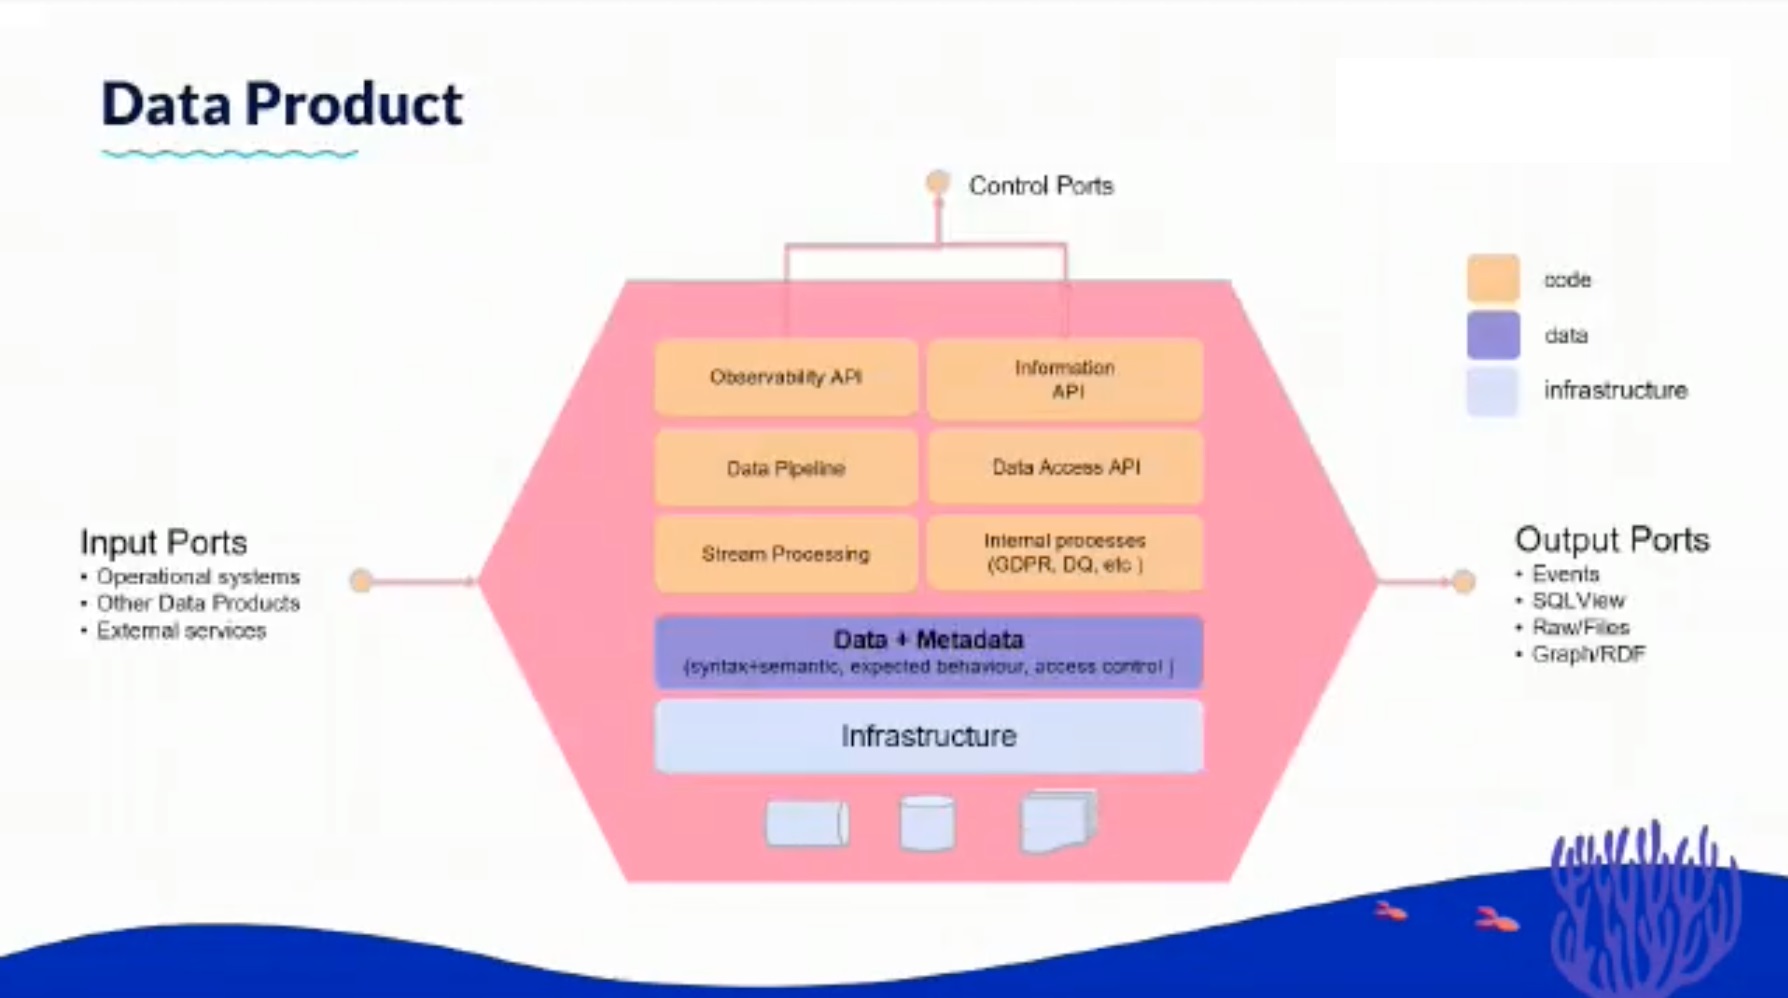 Data Product
Control Ports
code
data
infrastructure
Observability API
Information
API
Data Pipeline
Data Access API
Stream Processing
Internal processes
(GDPR, DQ, etc )
Data + Metadata
(syntax+semantic, expected behaviour, access control )
Infrastructure
Input Ports
• Operational systems
• Other Data Products
• External services
Output Ports
• Events
• SQLView
• Raw/Files
• Graph/RDF